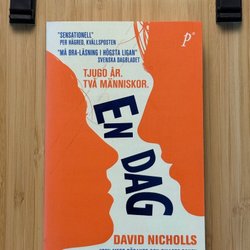 "SENSATIONELL"
PER HÄGRED, KVÄLLSPOSTEN
"MÅ BRA-LÄSNING I HÖGSTA LIGAN"
SVENSKA DAGBLADET
TJUGO ÅR.
TVÅ MÄNNISKOR.
EN DAG
DAVID NICHOLLS